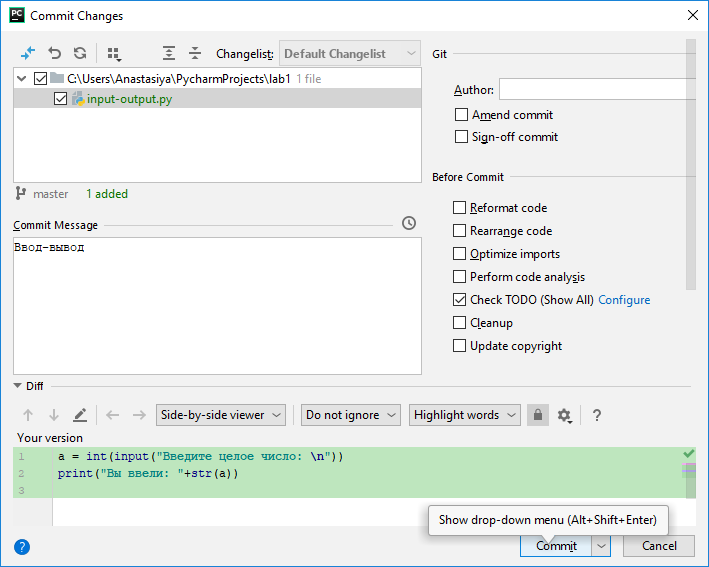 PC Commit Changes
Changelist: Default Changelist
C:\Users\Anastasiya\PycharmProjects\lab1 1 file
input-output.py
master 1 added
Commit Message
Ввод-вывод
Git
Author:
Amend commit
Sign-off commit
Before Commit
Reformat code
Rearrange code
Optimize imports
Perform code analysis
Check TODO (Show All) Configure
Cleanup
Update copyright
Diff
Side-by-side viewer Do not ignore Highlight words ?
Your version
1 a = int(input("Введите целое число: \n"))
2 print("Вы ввели: "+str(a))
3
Show drop-down menu (Alt+Shift+Enter)
? Commit Cancel